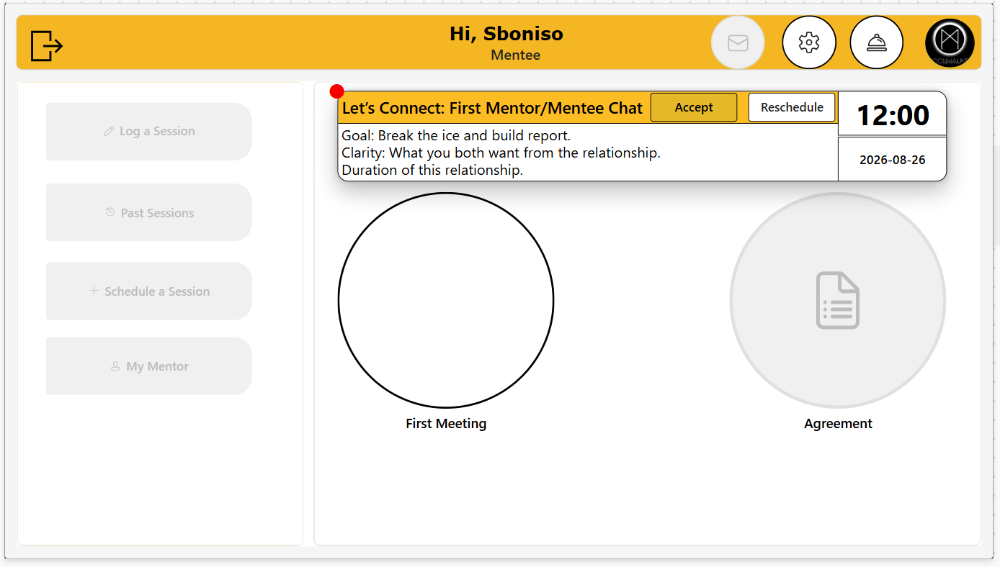 Hi, Sboniso
Mentee
Log a Session
Past Sessions
Schedule a Session
My Mentor
Let’s Connect: First Mentor/Mentee Chat
Accept
Reschedule
12:00
Goal: Break the ice and build report.
Clarity: What you both want from the relationship.
Duration of this relationship.
2026-08-26
First Meeting
Agreement